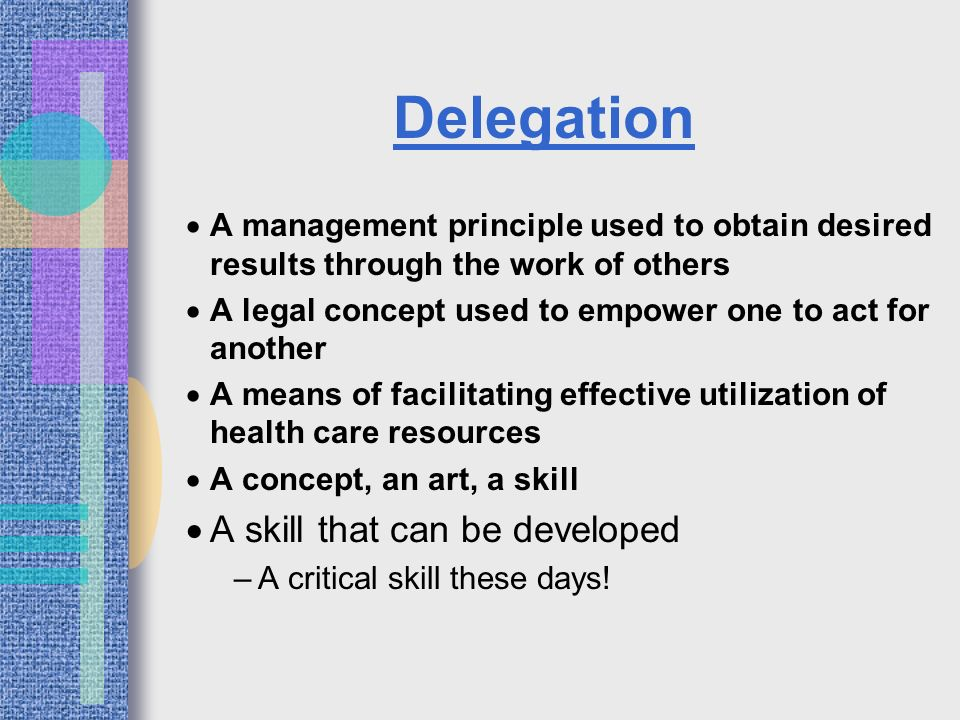 Delegation
• A management principle used to obtain desired
results through the work of others
• A legal concept used to empower one to act for
another
• A means of facilitating effective utilization of
health care resources
• A concept, an art, a skill
• A skill that can be developed
– A critical skill these days!